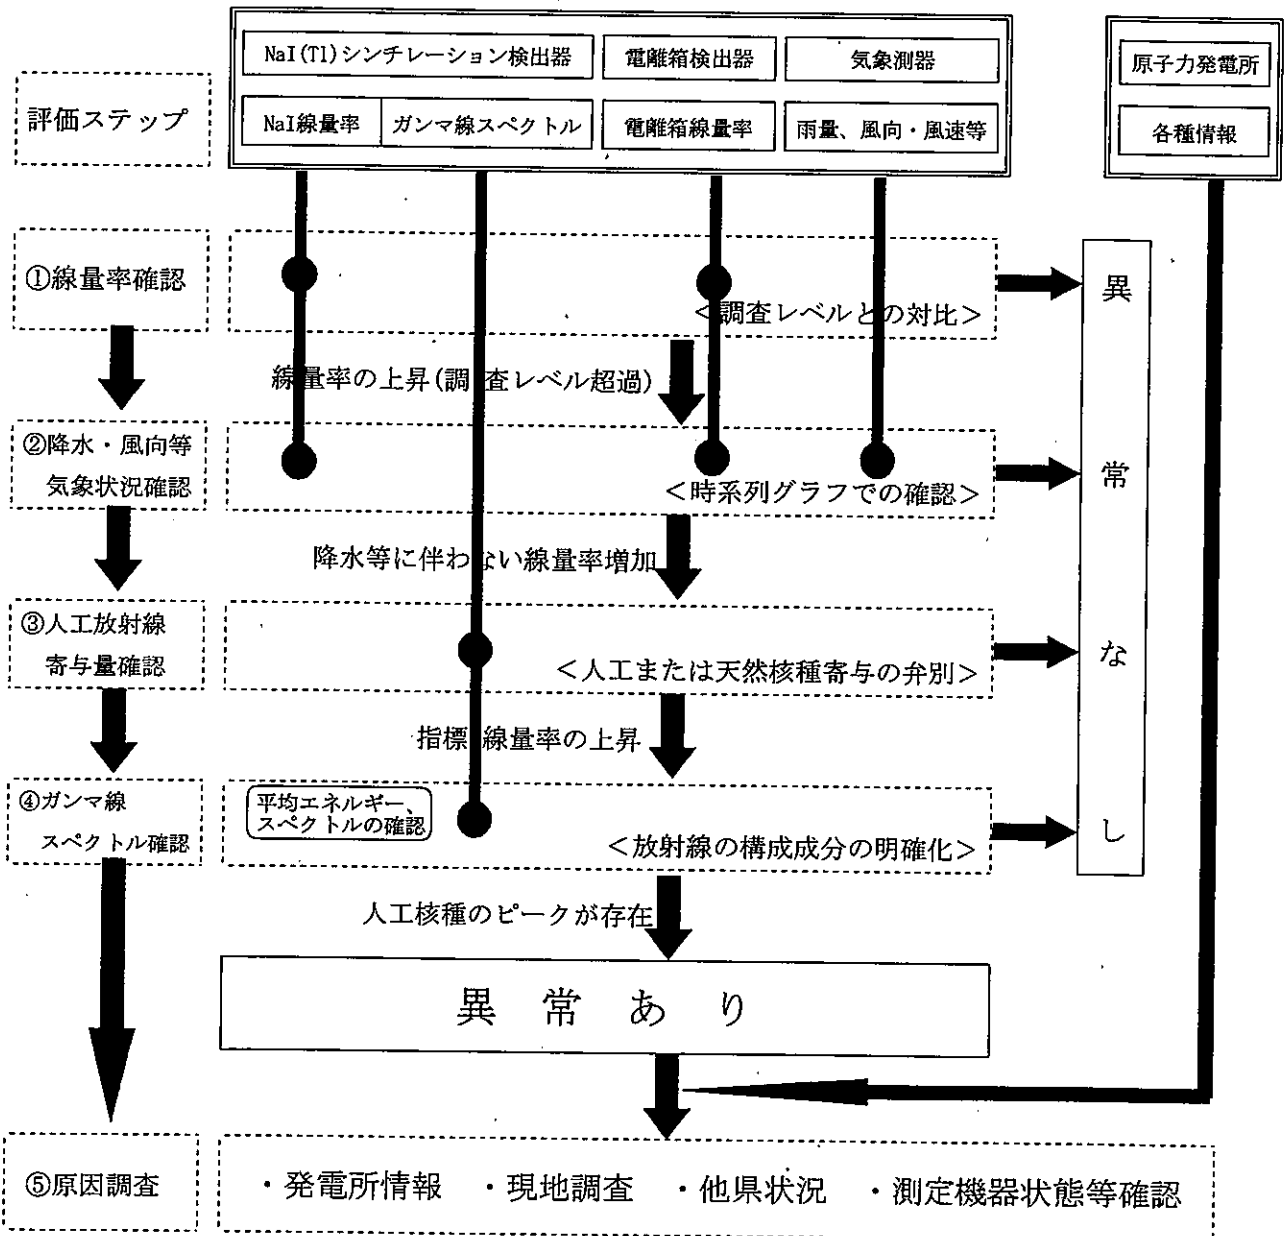 評価ステップ
NaI(Tl)シンチレーション検出器
電離箱検出器
気象測器
NaI線量率
ガンマ線スペクトル
電離箱線量率
雨量、風向・風速等
原子力発電所
各種情報
①線量率確認
<調査レベルとの対比>
線量率の上昇(調査レベル超過)
②降水・風向等
気象状況確認
<時系列グラフでの確認>
降水等に伴わない線量率増加
③人工放射線
寄与量確認
<人工または天然核種寄与の弁別>
指標線量率の上昇
④ガンマ線
スペクトル確認
平均エネルギー、
スペクトルの確認
<放射線の構成成分の明確化>
異常なし
人工核種のピークが存在
異常あり
⑤原因調査
・発電所情報 ・現地調査 ・他県状況 ・測定機器状態等確認